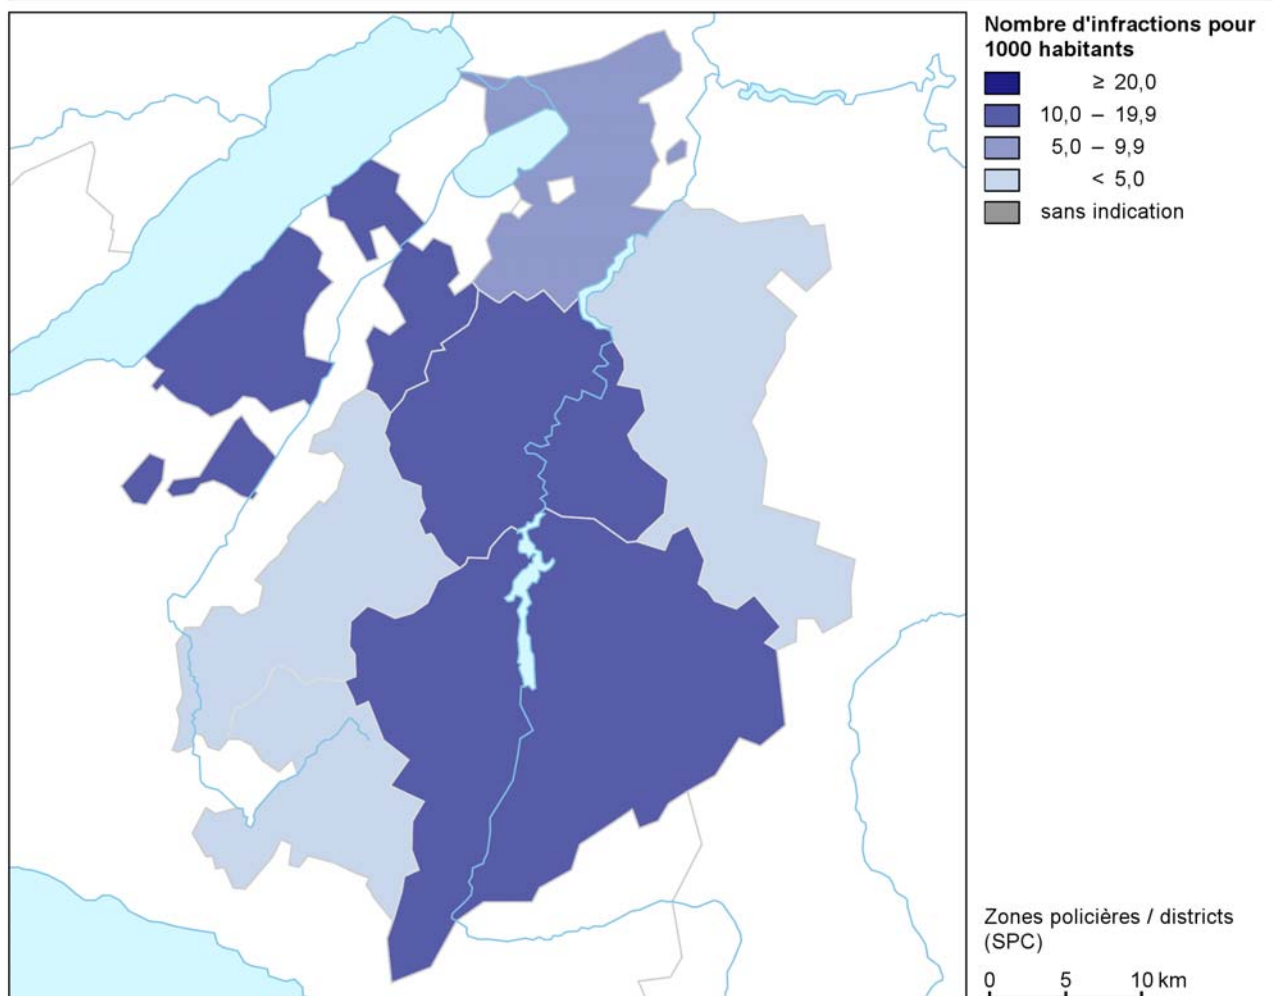 Nombre d'infractions pour
1000 habitants
≥ 20,0
10,0 – 19,9
5,0 – 9,9
< 5,0
sans indication
Zones policières / districts
(SPC)
0 5 10 km